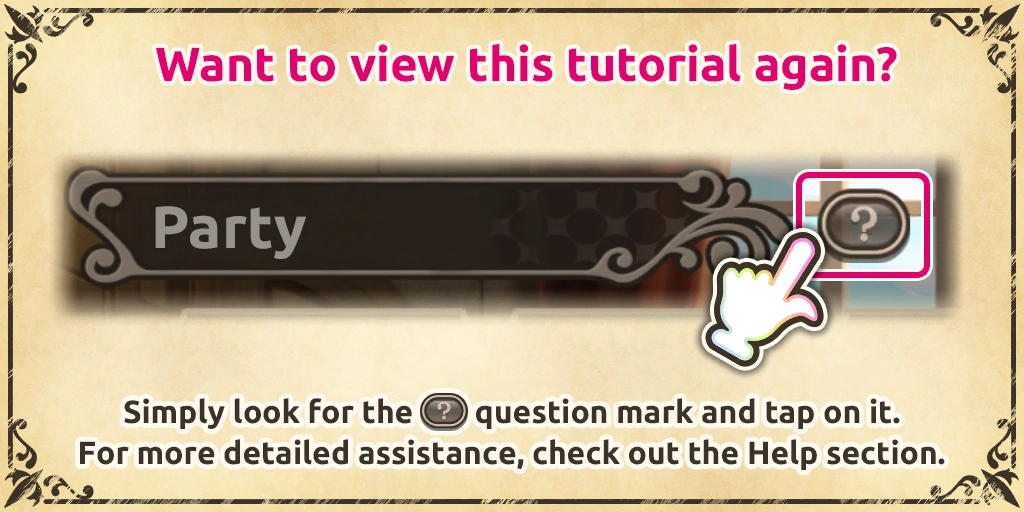 Want to view this tutorial again?
Party
?
Simply look for the ? question mark and tap on it.
For more detailed assistance, check out the Help section.